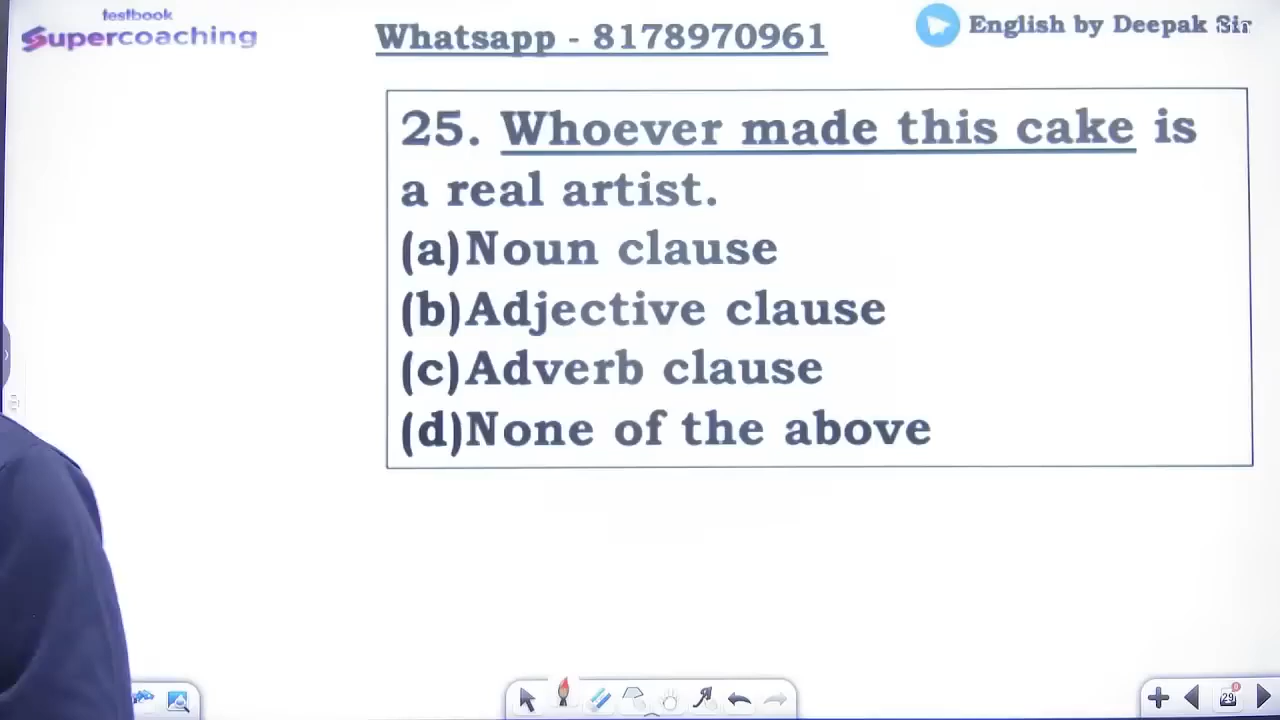 testbook
Supercoaching
Whatsapp - 8178970961
English by Deepak Sir
25. Whoever made this cake is
a real artist.
(a)Noun clause
(b)Adjective clause
(c)Adverb clause
(d)None of the above
29